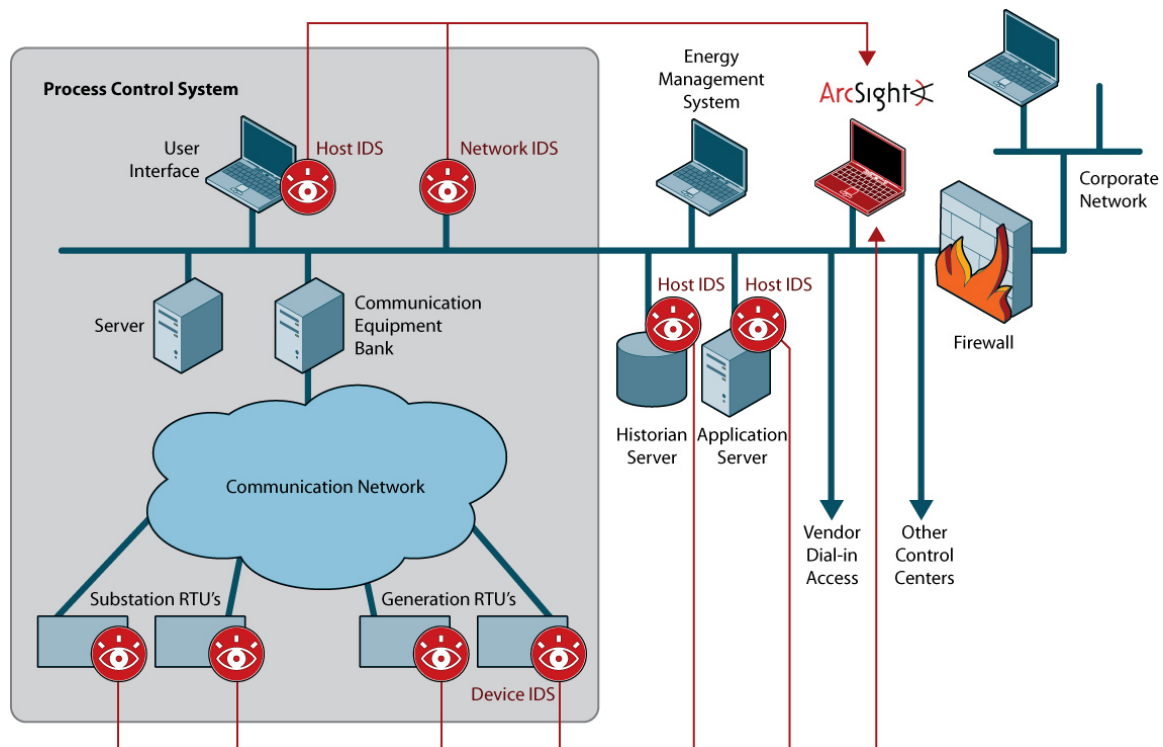 Process Control System
User
Interface
Host IDS
Network IDS
Energy
Management
System
ArcSight
Corporate
Network
Server
Communication
Equipment
Bank
Host IDS
Host IDS
Firewall
Historian
Server
Application
Server
Communication Network
Vendor
Dial-in
Access
Other
Control
Centers
Substation RTU's
Generation RTU's
Device IDS